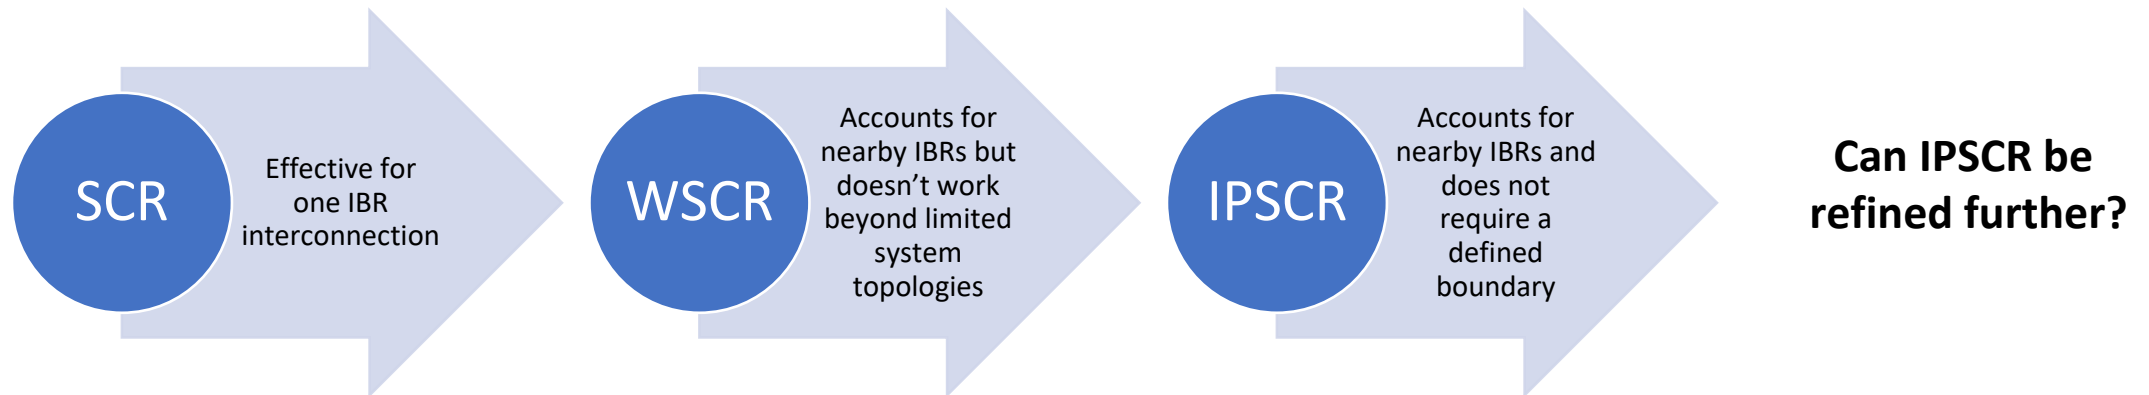 SCR
Effective for
one IBR
interconnection
WSCR
Accounts for
nearby IBRs but
doesn’t work
beyond limited
system
topologies
IPSCR
Accounts for
nearby IBRs and
does not
require a
defined
boundary
Can IPSCR be
refined further?